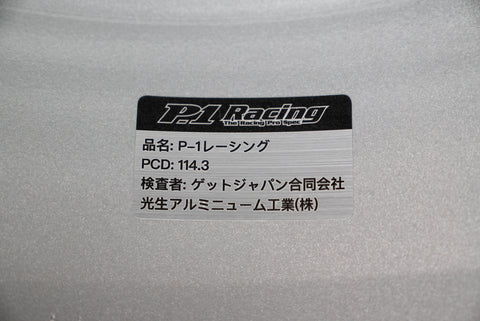 P.1 Racing
The|Racing|Pro|Spec
品名: P-1レーシング
PCD: 114.3
検査者: ゲットジャパン合同会社
光生アルミニューム工業(株)